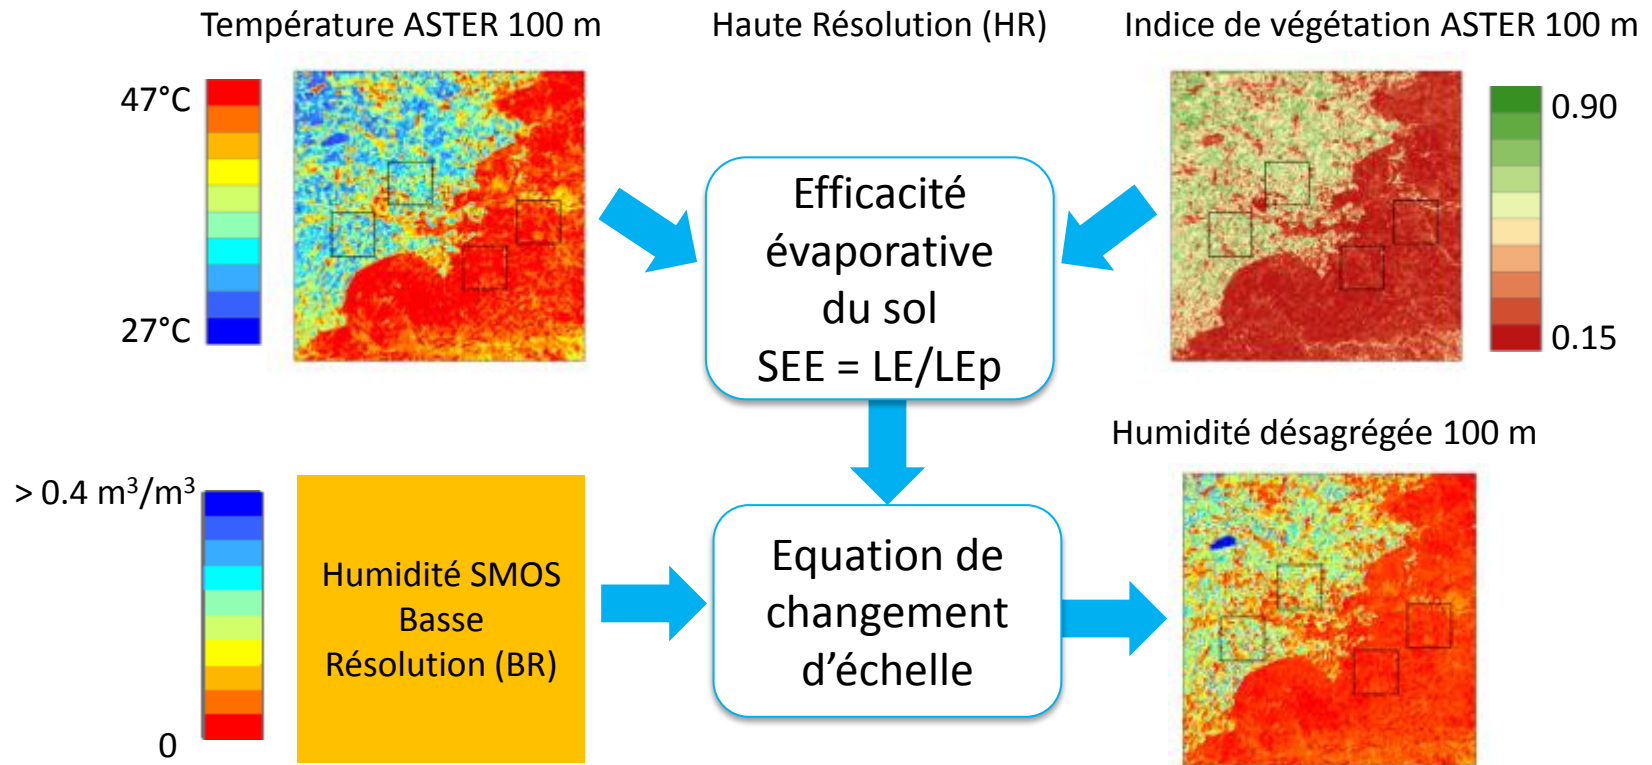 Température ASTER 100 m
Haute Résolution (HR)
Indice de végétation ASTER 100 m
47°C
27°C
Efficacité
évaporative
du sol
SEE = LE/LEp
0.90
0.15
Humidité désagrégée 100 m
> 0.4 m³/m³
0
Humidité SMOS
Basse
Résolution (BR)
Equation de
changement
d’échelle